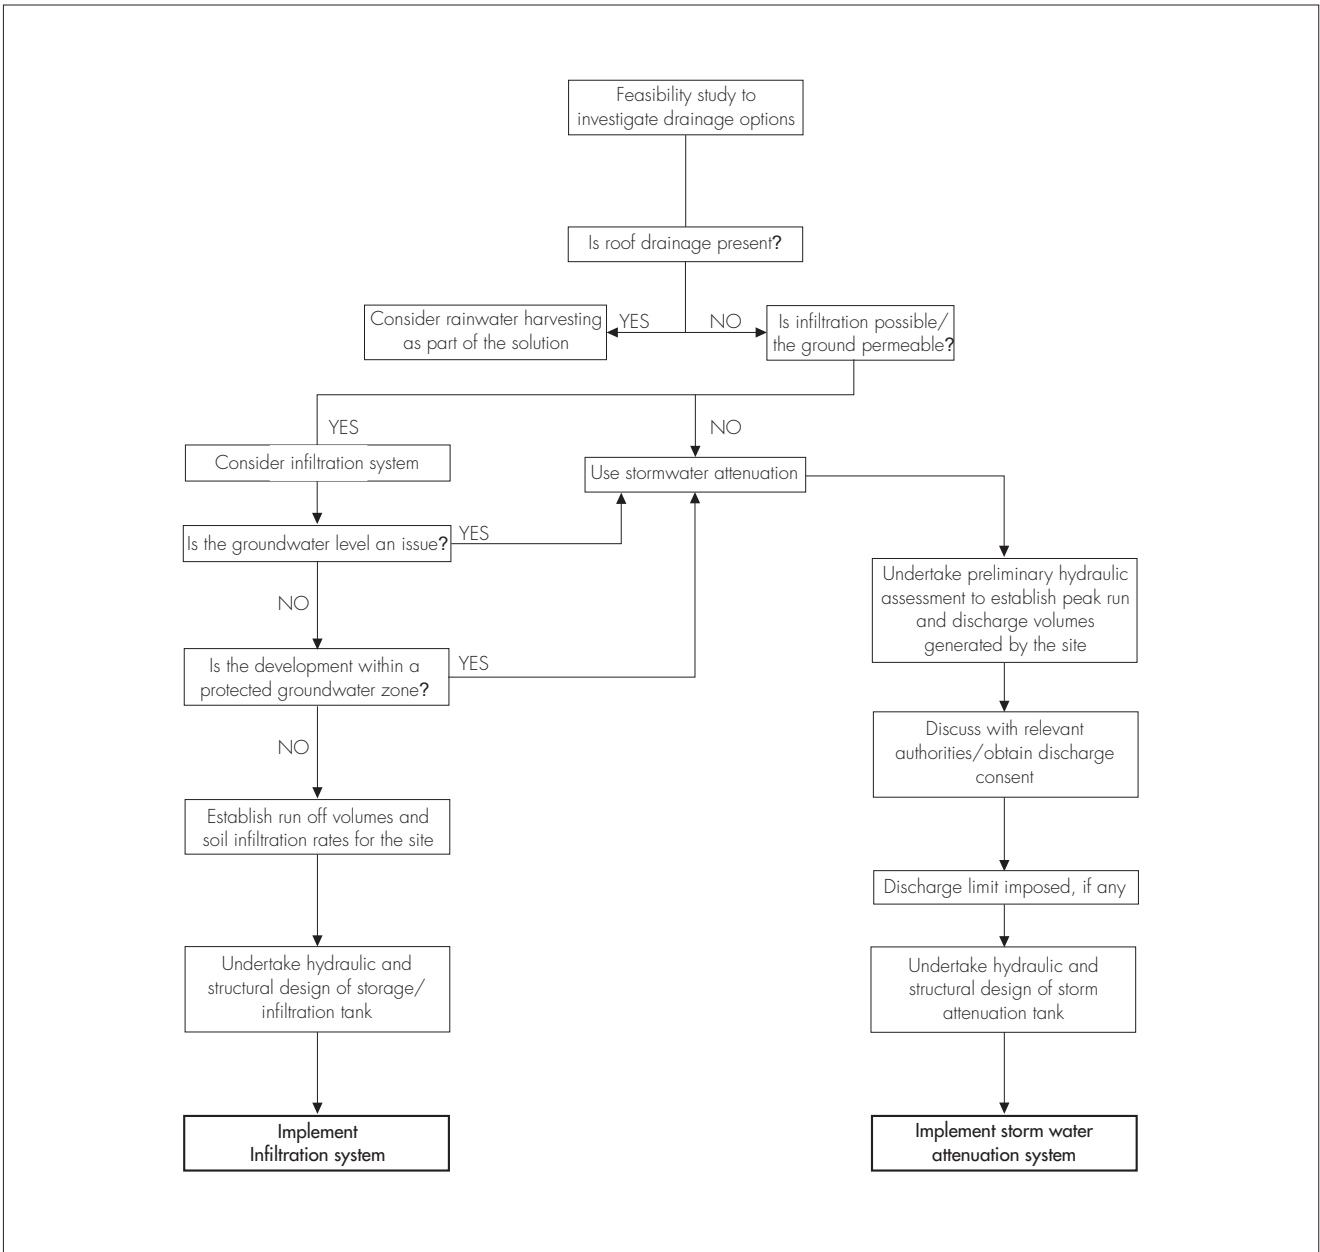 Feasibility study to
investigate drainage options
Is roof drainage present?
Consider rainwater harvesting
as part of the solution
YES
NO
Is infiltration possible/
the ground permeable?
YES
NO
Consider infiltration system
Use stormwater attenuation
Is the groundwater level an issue?
YES
NO
Undertake preliminary hydraulic
assessment to establish peak run
and discharge volumes
generated by the site
Is the development within a
protected groundwater zone?
YES
NO
Discuss with relevant
authorities/obtain discharge
consent
Establish run off volumes and
soil infiltration rates for the site
Discharge limit imposed, if any
Undertake hydraulic and
structural design of storage/
infiltration tank
Undertake hydraulic and
structural design of storm
attenuation tank
Implement
Infiltration system
Implement storm water
attenuation system